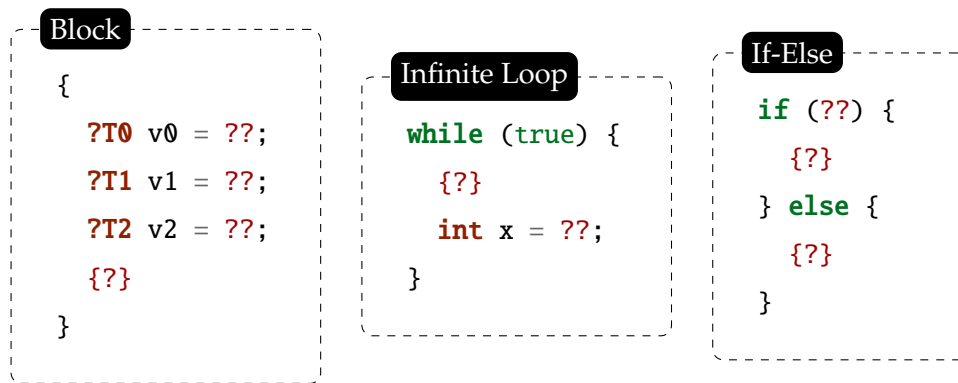 Block
{
?T0 v0 = ??;
?T1 v1 = ??;
?T2 v2 = ??;
{?}
}
Infinite Loop
while (true) {
{?}
int x = ??;
}
If-Else
if (??) {
{?}
} else {
{?}
}